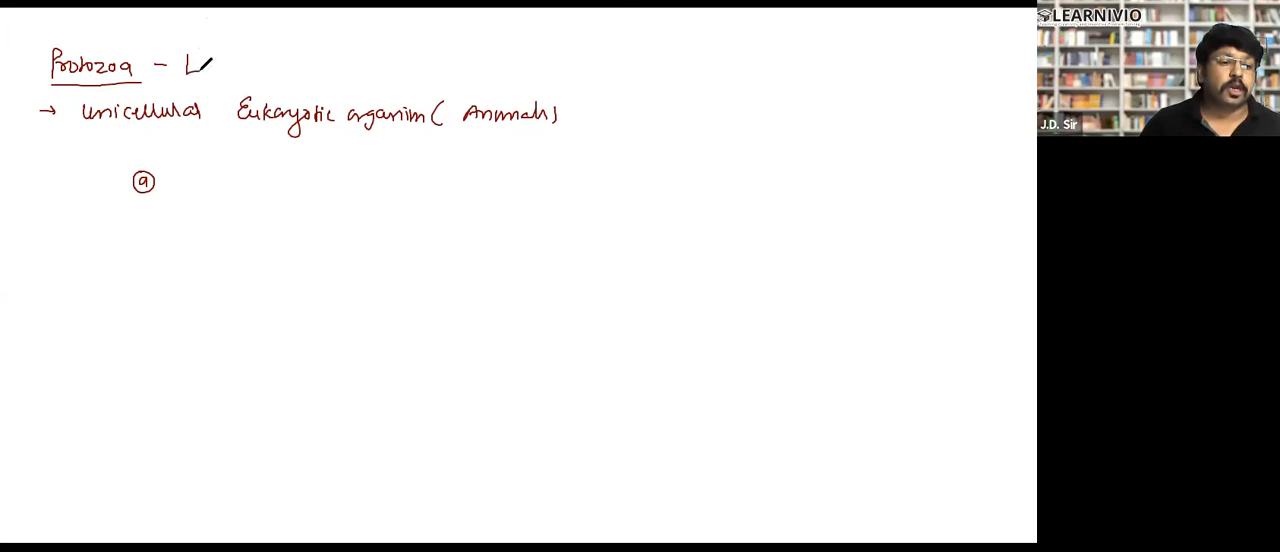 Protozoa - L
→ Unicellular Eukaryotic organism ( Animals)
ⓐ
LEARNIVIO
J.D. Sir